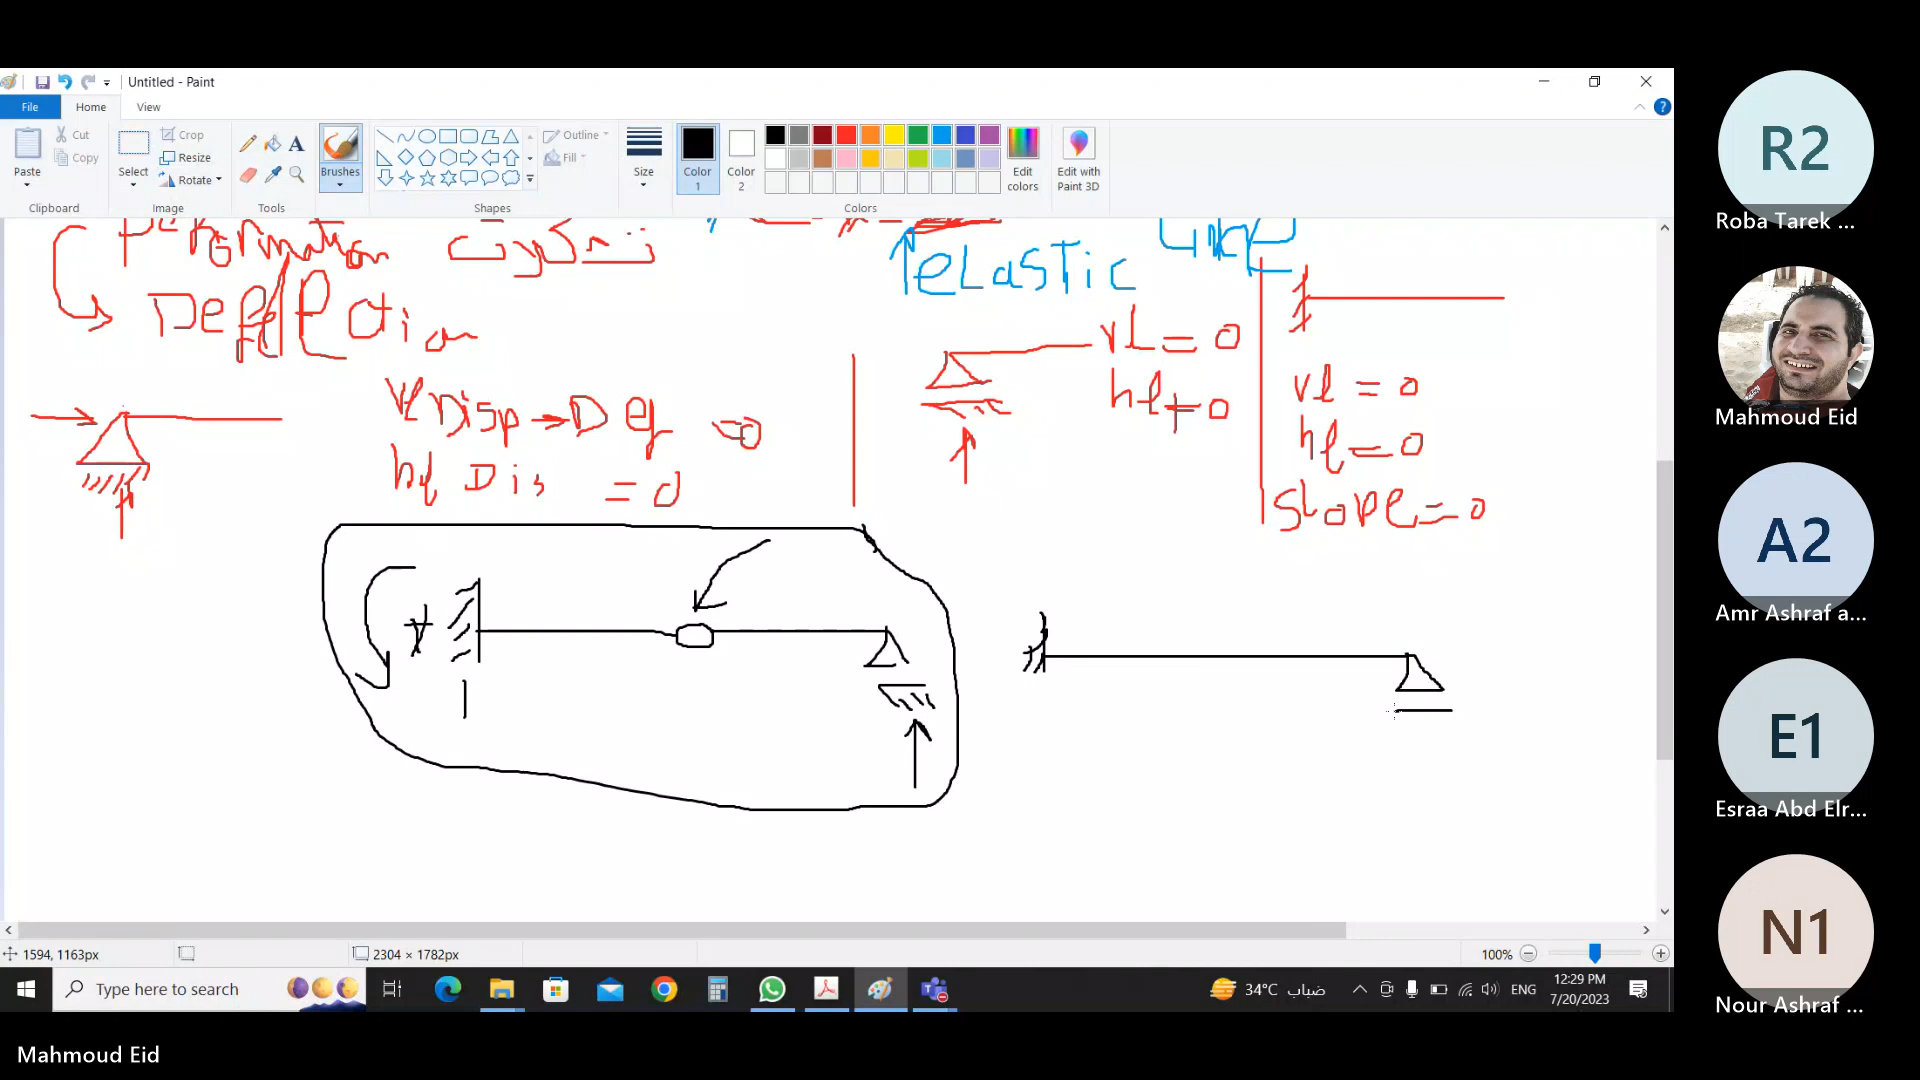 Untitled - Paint
File
Home
View
Paste
Cut
Copy
Clipboard
Select
Crop
Resize
Rotate
Image
Tools
Brushes
Shapes
Outline
Fill
Size
Color 1
Color 2
Colors
Edit colors
Edit with Paint 3D
Deflection
eLastic
vl = 0
hl ≠ 0
vl = 0
hl = 0
Slope = 0
vl Disp → Def = 0
hl Dis = 0
1594, 1163px
2304 × 1782px
100%
Type here to search
34°C ضباب
ENG
12:29 PM
7/20/2023
R2
Roba Tarek ...
Mahmoud Eid
A2
Amr Ashraf a...
E1
Esraa Abd Elr...
N1
Nour Ashraf ...
Mahmoud Eid